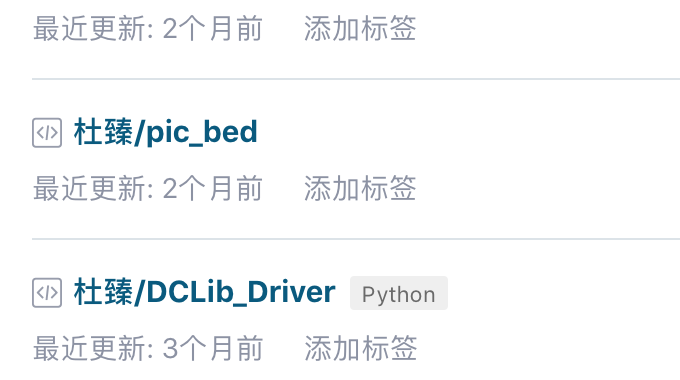 最近更新: 2个月前 添加标签
杜臻/pic_bed
最近更新: 2个月前 添加标签
杜臻/DCLib_Driver Python
最近更新: 3个月前 添加标签